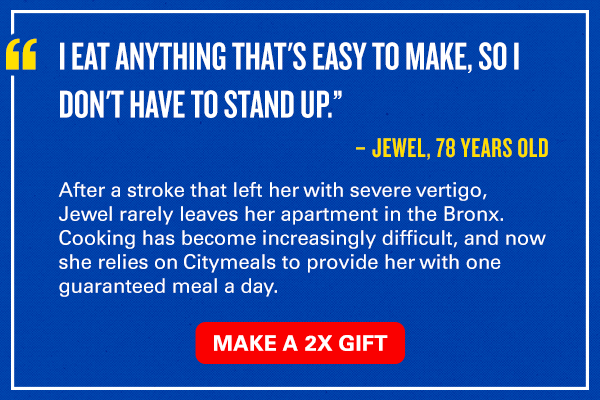 “I EAT ANYTHING THAT'S EASY TO MAKE, SO I
DON'T HAVE TO STAND UP.”
– JEWEL, 78 YEARS OLD
After a stroke that left her with severe vertigo,
Jewel rarely leaves her apartment in the Bronx.
Cooking has become increasingly difficult, and now
she relies on Citymeals to provide her with one
guaranteed meal a day.
MAKE A 2X GIFT